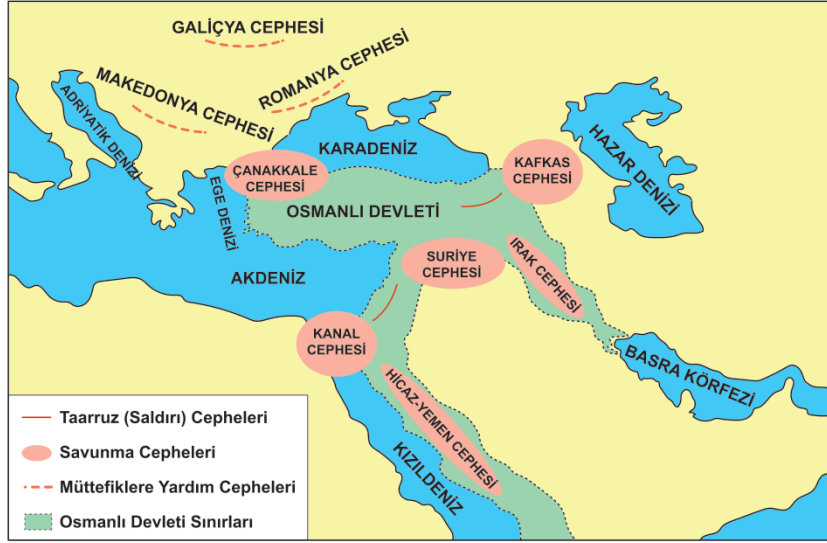 GALİÇYA CEPHESİ
ROMANYA CEPHESİ
MAKEDONYA CEPHESİ
ADRİYATİK DENİZİ
KARADENİZ
HAZAR DENİZİ
ÇANAKKALE
CEPHESİ
KAFKAS
CEPHESİ
EGE DENİZİ
OSMANLI DEVLETİ
SURİYE
CEPHESİ
IRAK CEPHESİ
AKDENİZ
KANAL
CEPHESİ
BASRA KÖRFEZİ
HİCAZ-YEMEN CEPHESİ
KIZILDENİZ
Taarruz (Saldırı) Cepheleri
Savunma Cepheleri
Müttefiklere Yardım Cepheleri
Osmanlı Devleti Sınırları